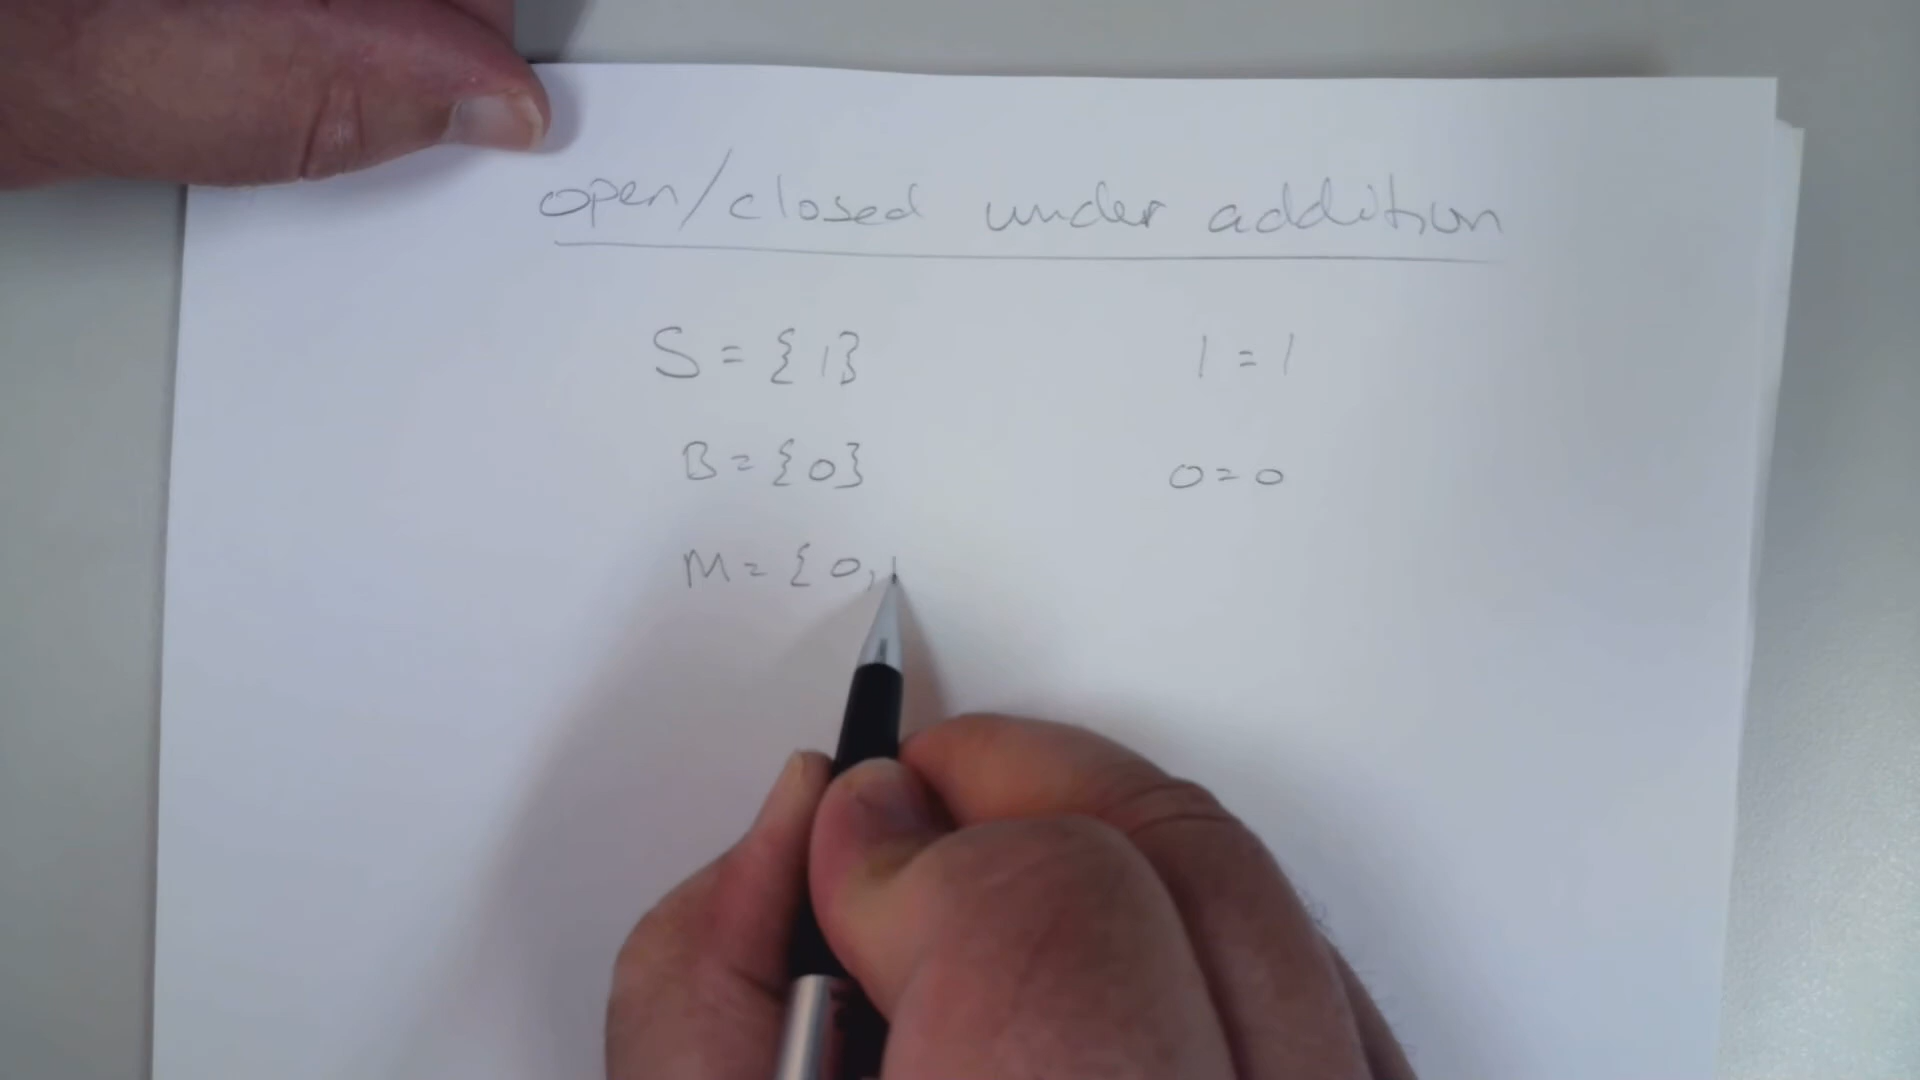 open/closed under addition
S = { 1 } 1 = 1
B = { 0 } 0 = 0
M = { 0, 1